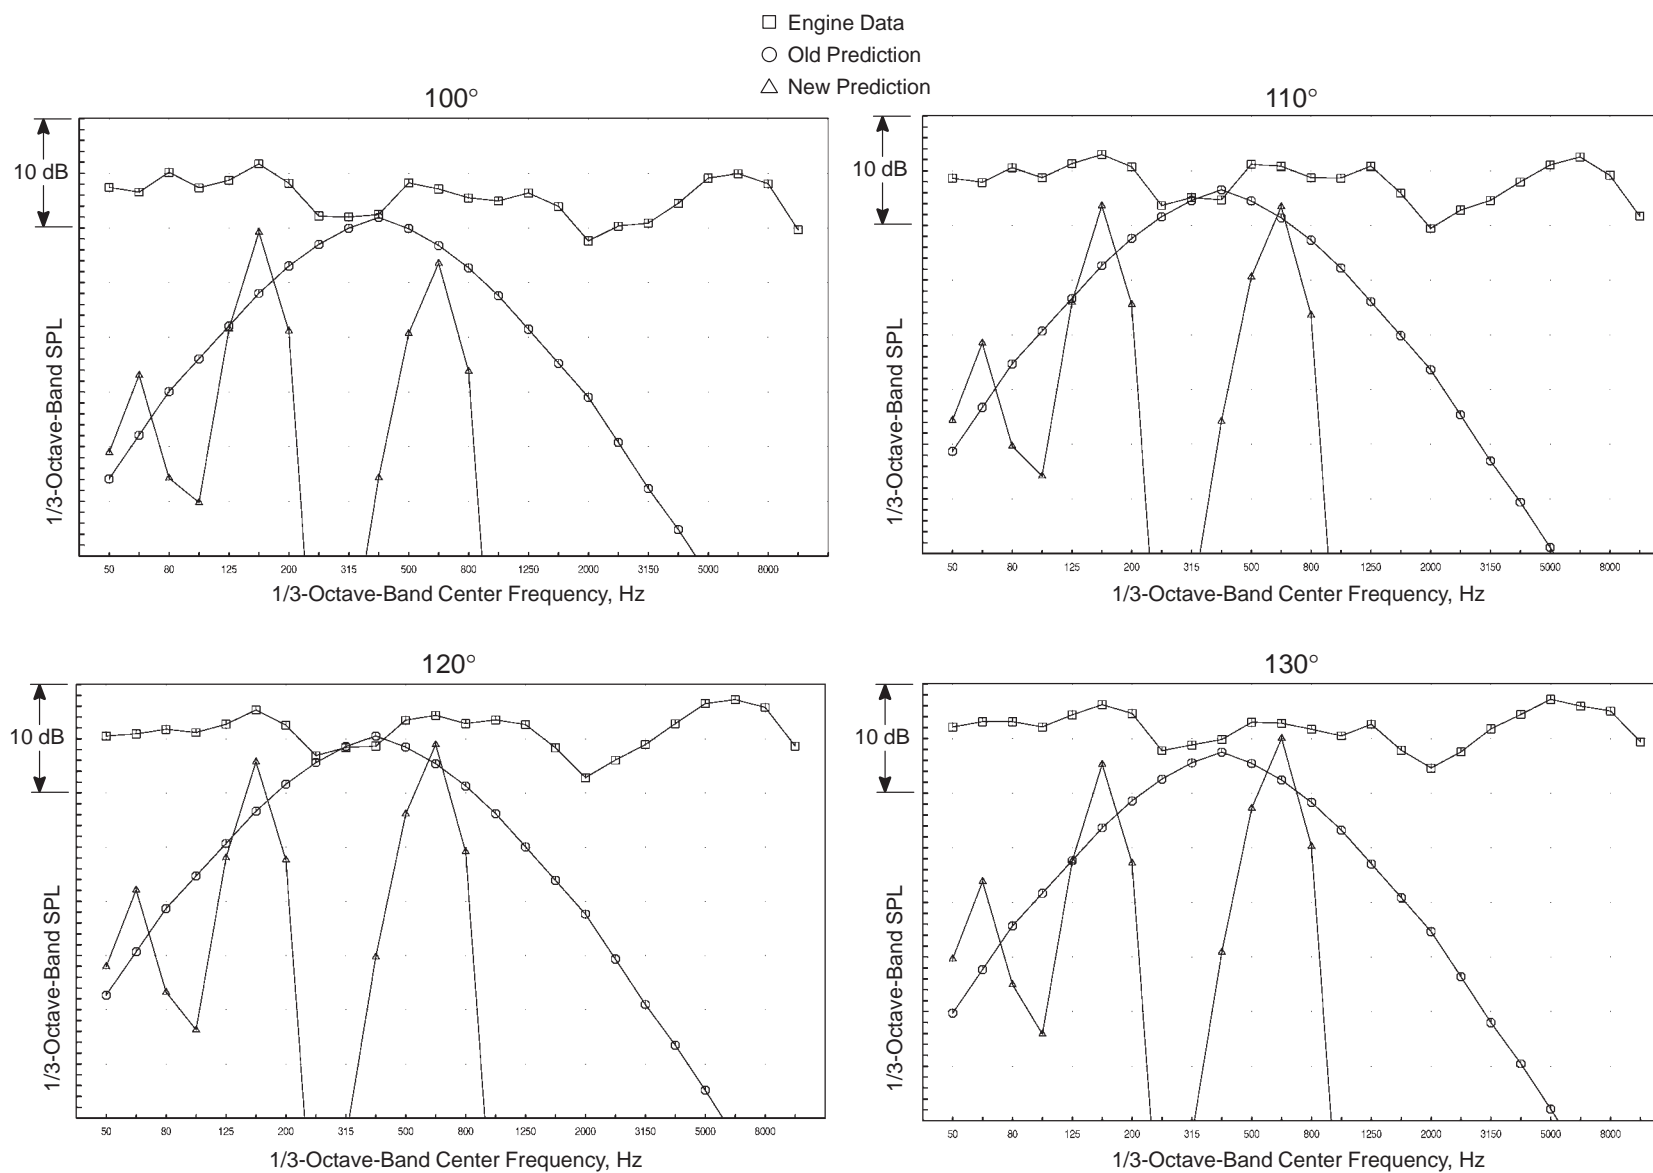 Engine Data
Old Prediction
New Prediction
100°
10 dB
1/3-Octave-Band SPL
50 80 125 200 315 500 800 1250 2000 3150 5000 8000
1/3-Octave-Band Center Frequency, Hz
110°
10 dB
1/3-Octave-Band SPL
50 80 125 200 315 500 800 1250 2000 3150 5000 8000
1/3-Octave-Band Center Frequency, Hz
120°
10 dB
1/3-Octave-Band SPL
50 80 125 200 315 500 800 1250 2000 3150 5000 8000
1/3-Octave-Band Center Frequency, Hz
130°
10 dB
1/3-Octave-Band SPL
50 80 125 200 315 500 800 1250 2000 3150 5000 8000
1/3-Octave-Band Center Frequency, Hz